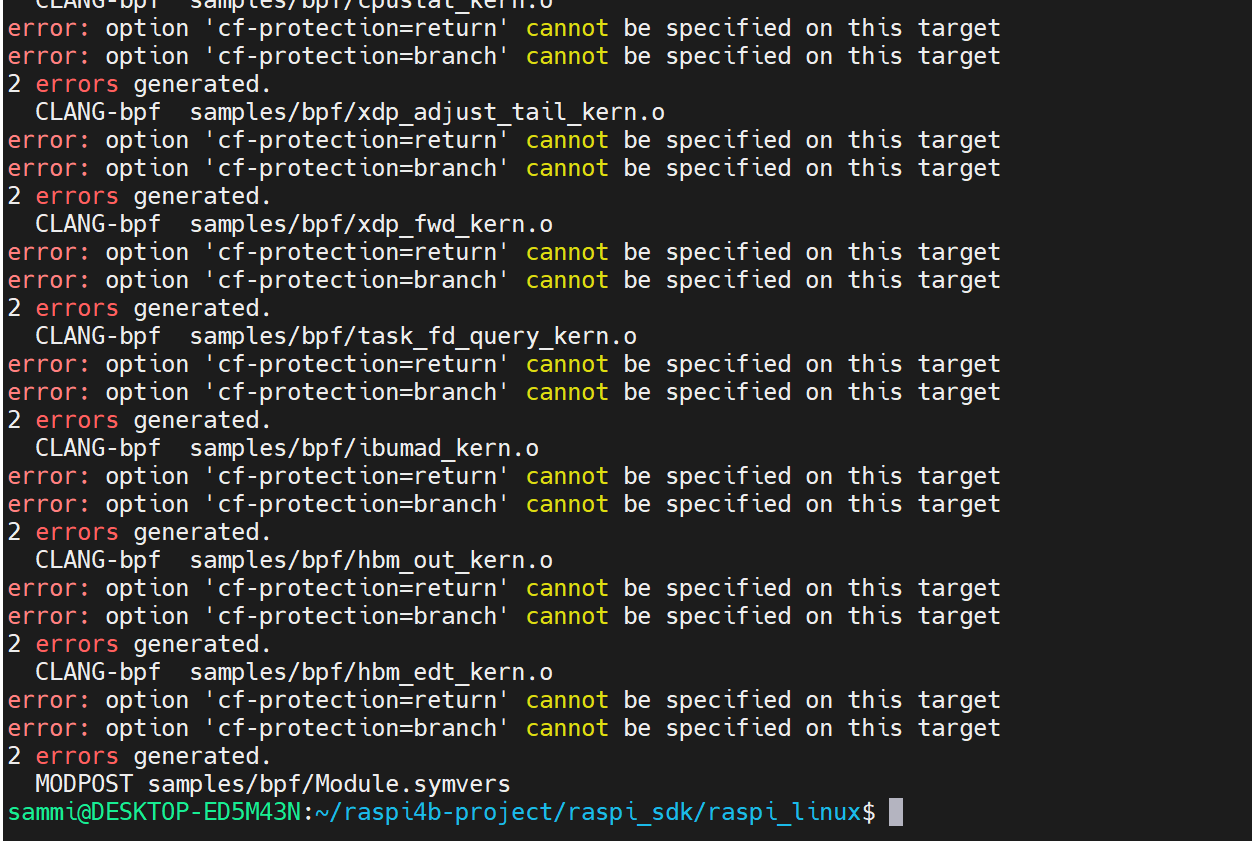 CLANG-bpf  samples/bpf/cpustat_kern.o
error: option 'cf-protection=return' cannot be specified on this target
error: option 'cf-protection=branch' cannot be specified on this target
2 errors generated.
  CLANG-bpf  samples/bpf/xdp_adjust_tail_kern.o
error: option 'cf-protection=return' cannot be specified on this target
error: option 'cf-protection=branch' cannot be specified on this target
2 errors generated.
  CLANG-bpf  samples/bpf/xdp_fwd_kern.o
error: option 'cf-protection=return' cannot be specified on this target
error: option 'cf-protection=branch' cannot be specified on this target
2 errors generated.
  CLANG-bpf  samples/bpf/task_fd_query_kern.o
error: option 'cf-protection=return' cannot be specified on this target
error: option 'cf-protection=branch' cannot be specified on this target
2 errors generated.
  CLANG-bpf  samples/bpf/ibumad_kern.o
error: option 'cf-protection=return' cannot be specified on this target
error: option 'cf-protection=branch' cannot be specified on this target
2 errors generated.
  CLANG-bpf  samples/bpf/hbm_out_kern.o
error: option 'cf-protection=return' cannot be specified on this target
error: option 'cf-protection=branch' cannot be specified on this target
2 errors generated.
  CLANG-bpf  samples/bpf/hbm_edt_kern.o
error: option 'cf-protection=return' cannot be specified on this target
error: option 'cf-protection=branch' cannot be specified on this target
2 errors generated.
  MODPOST samples/bpf/Module.symvers
sammi@DESKTOP-ED5M43N:~/raspi4b-project/raspi_sdk/raspi_linux$